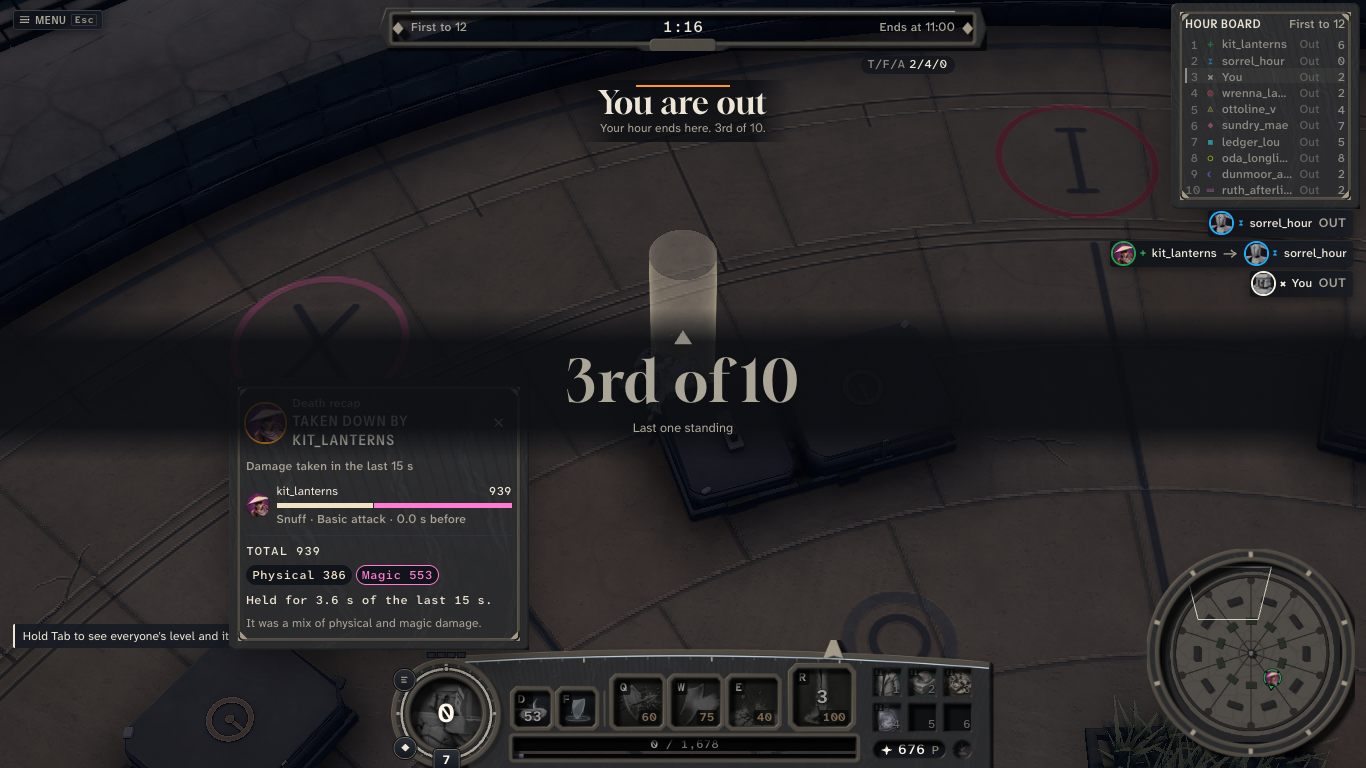 MENU Esc
First to 12
1:16
Ends at 11:00
T/F/A 2/4/0
HOUR BOARD First to 12
1 kit_lanterns Out 6
2 sorrel_hour Out 0
3 You Out 2
4 wrenna_la... Out 2
5 ottoline_v Out 4
6 sundry_mae Out 7
7 ledger_lou Out 5
8 oda_longli... Out 8
9 dunmoor_a... Out 2
10 ruth_afterli... Out 2
You are out
Your hour ends here. 3rd of 10.
sorrel_hour OUT
kit_lanterns → sorrel_hour
You OUT
I
X
3rd of 10
Last one standing
Death recap
TAKEN DOWN BY
KIT_LANTERNS
Damage taken in the last 15 s
kit_lanterns 939
Snuff · Basic attack · 0.0 s before
TOTAL 939
Physical 386 Magic 553
Held for 3.6 s of the last 15 s.
It was a mix of physical and magic damage.
Hold Tab to see everyone's level and it
0
7
D 53
F
Q 60
W 75
E 40
R 3 100
1 2 3
4 5 6
0 / 1,678
676 P